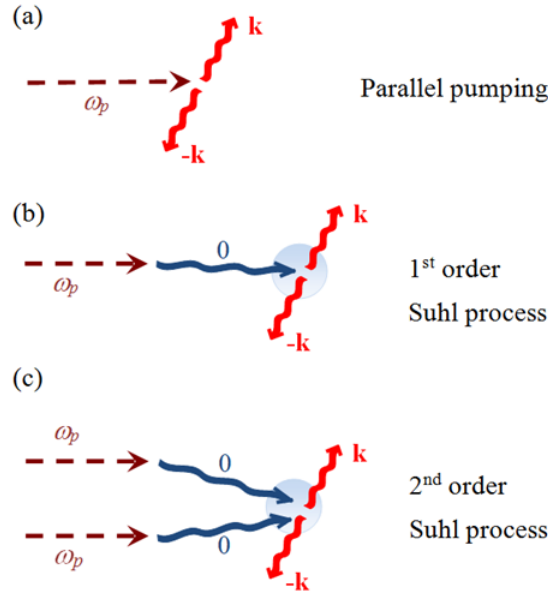 (a)
k
ωp
-k
Parallel pumping
(b)
k
0
ωp
-k
1st order
Suhl process
(c)
ωp
0
k
0
ωp
-k
2nd order
Suhl process